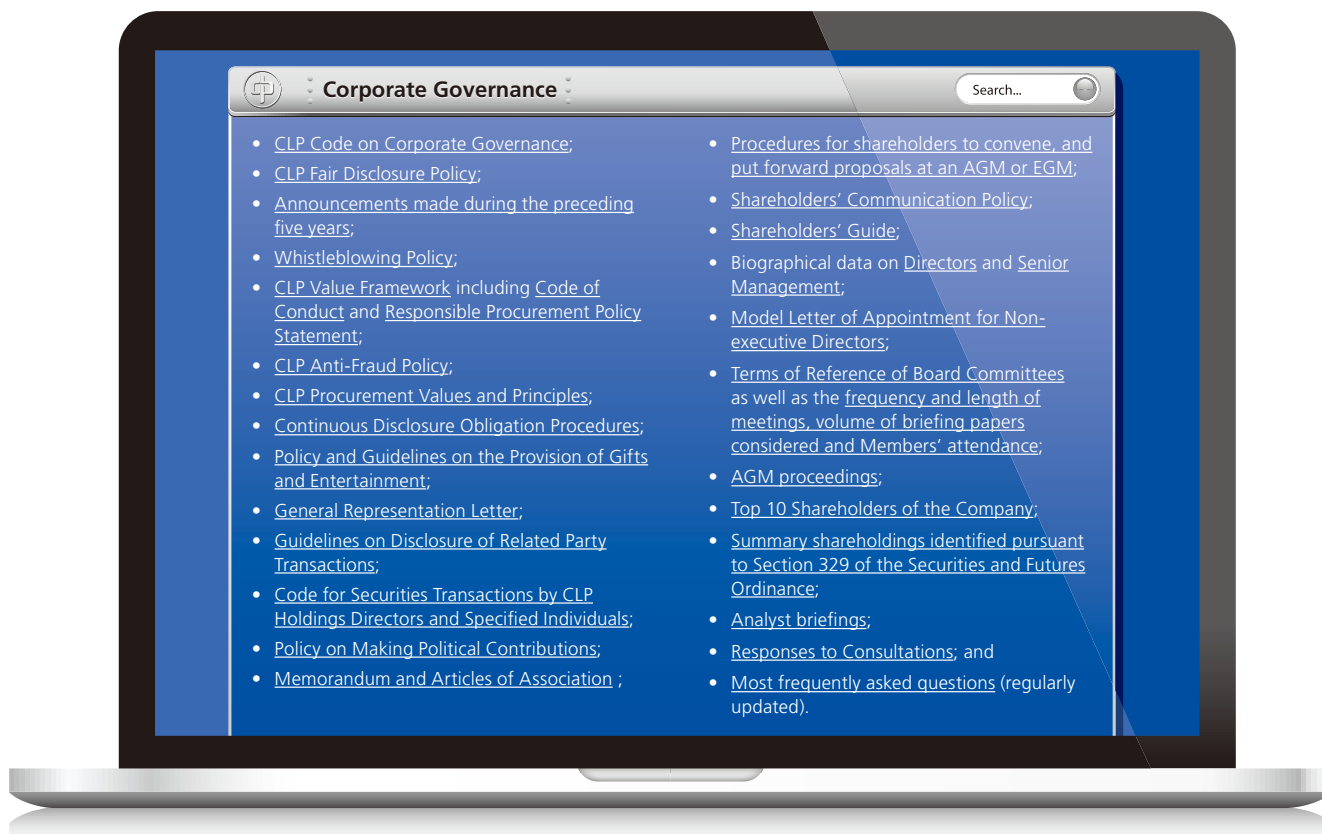 Corporate Governance
Search...
• CLP Code on Corporate Governance;
• CLP Fair Disclosure Policy;
• Announcements made during the preceding
five years;
• Whistleblowing Policy;
• CLP Value Framework including Code of
Conduct and Responsible Procurement Policy
Statement;
• CLP Anti-Fraud Policy;
• CLP Procurement Values and Principles;
• Continuous Disclosure Obligation Procedures;
• Policy and Guidelines on the Provision of Gifts
and Entertainment;
• General Representation Letter;
• Guidelines on Disclosure of Related Party
Transactions;
• Code for Securities Transactions by CLP
Holdings Directors and Specified Individuals;
• Policy on Making Political Contributions;
• Memorandum and Articles of Association ;
• Procedures for shareholders to convene, and
put forward proposals at an AGM or EGM;
• Shareholders’ Communication Policy;
• Shareholders’ Guide;
• Biographical data on Directors and Senior
Management;
• Model Letter of Appointment for Non-
executive Directors;
• Terms of Reference of Board Committees
as well as the frequency and length of
meetings, volume of briefing papers
considered and Members’ attendance;
• AGM proceedings;
• Top 10 Shareholders of the Company;
• Summary shareholdings identified pursuant
to Section 329 of the Securities and Futures
Ordinance;
• Analyst briefings;
• Responses to Consultations; and
• Most frequently asked questions (regularly
updated).